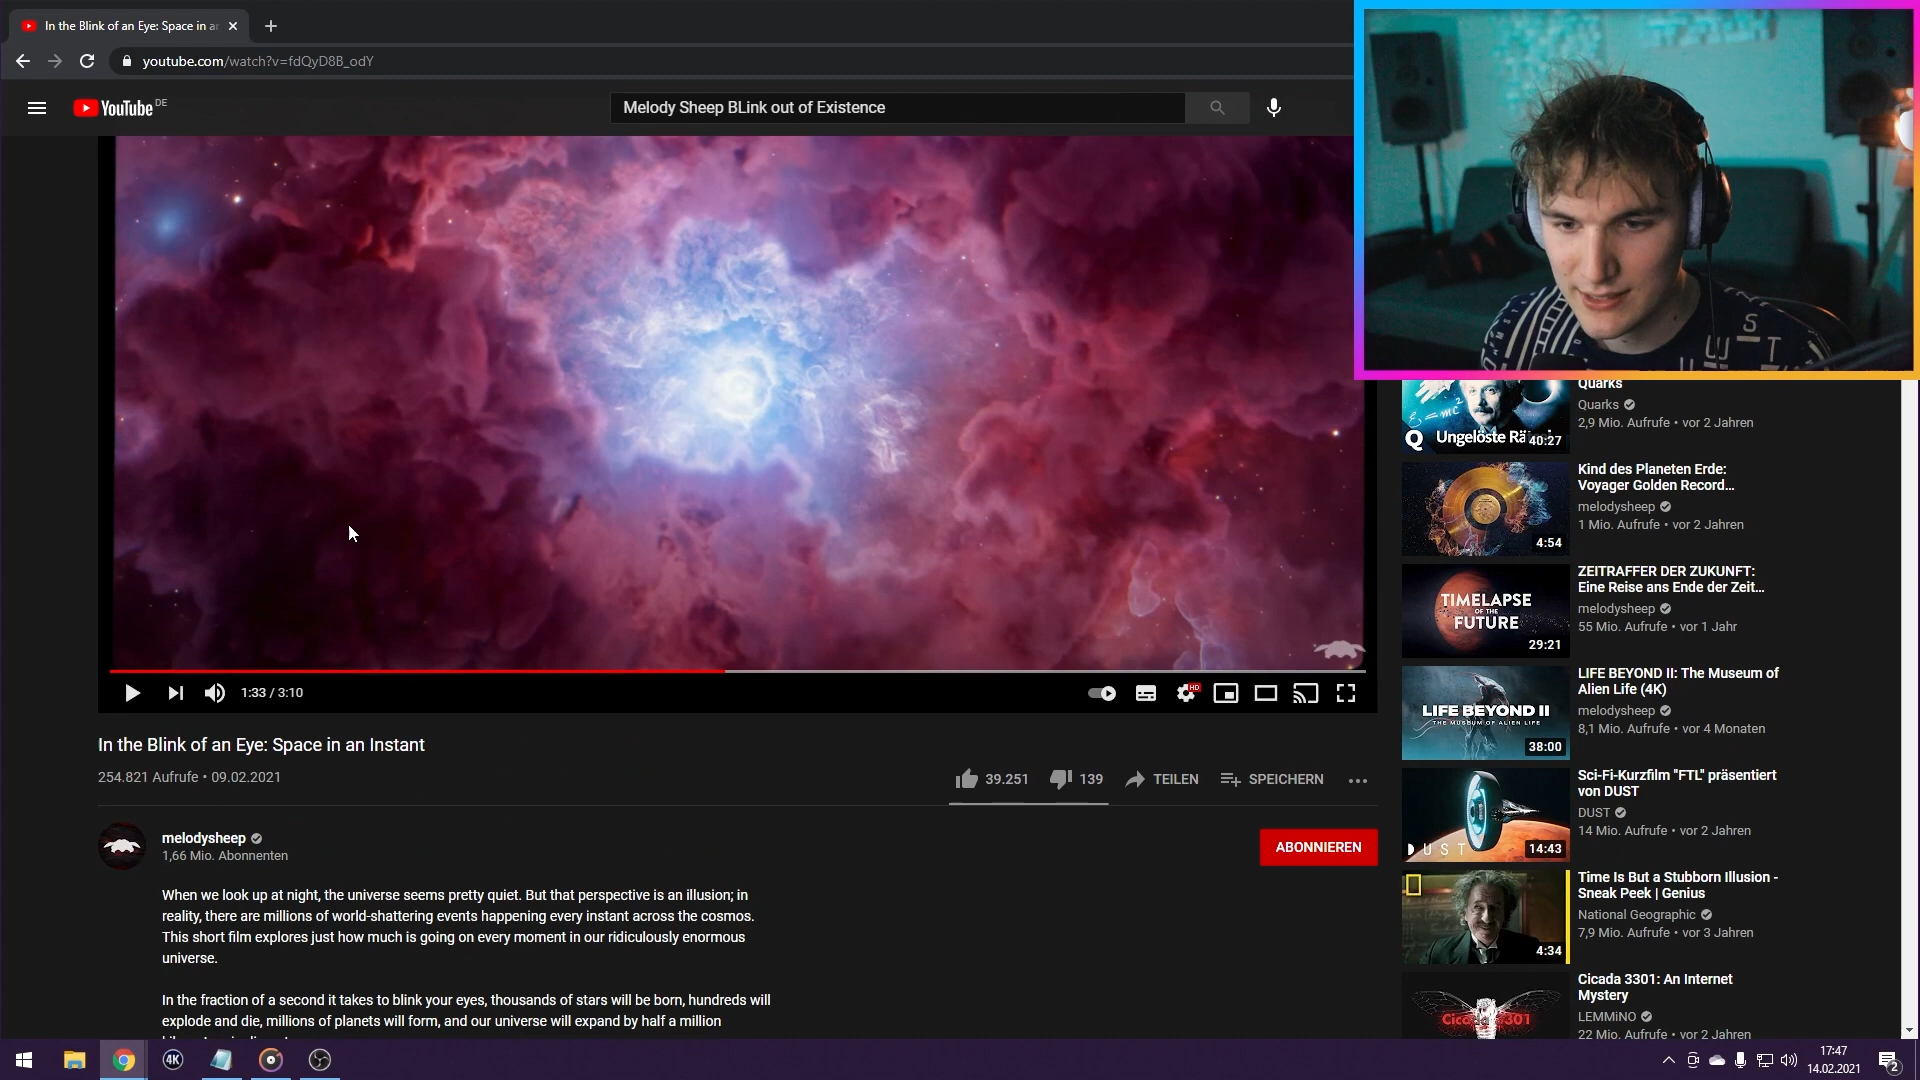 In the Blink of an Eye: Space in ar
youtube.com/watch?v=fdQyD8B_odY
YouTube DE
Melody Sheep BLink out of Existence
1:33 / 3:10
HD
In the Blink of an Eye: Space in an Instant
254.821 Aufrufe • 09.02.2021
39.251
139
TEILEN
SPEICHERN
melodysheep
1,66 Mio. Abonnenten
ABONNIEREN
When we look up at night, the universe seems pretty quiet. But that perspective is an illusion; in
reality, there are millions of world-shattering events happening every instant across the cosmos.
This short film explores just how much is going on every moment in our ridiculously enormous
universe.
In the fraction of a second it takes to blink your eyes, thousands of stars will be born, hundreds will
explode and die, millions of planets will form, and our universe will expand by half a million
Quarks
Quarks
2,9 Mio. Aufrufe • vor 2 Jahren
Q Ungelöste Rä
40:27
Kind des Planeten Erde:
Voyager Golden Record...
melodysheep
1 Mio. Aufrufe • vor 2 Jahren
4:54
ZEITRAFFER DER ZUKUNFT:
Eine Reise ans Ende der Zeit...
melodysheep
55 Mio. Aufrufe • vor 1 Jahr
TIMELAPSE
OF THE
FUTURE
29:21
LIFE BEYOND II: The Museum of
Alien Life (4K)
melodysheep
8,1 Mio. Aufrufe • vor 4 Monaten
LIFE BEYOND II
THE MUSEUM OF ALIEN LIFE
38:00
Sci-Fi-Kurzfilm "FTL" präsentiert
von DUST
DUST
14 Mio. Aufrufe • vor 2 Jahren
DUST
14:43
Time Is But a Stubborn Illusion -
Sneak Peek | Genius
National Geographic
7,9 Mio. Aufrufe • vor 3 Jahren
4:34
Cicada 3301: An Internet
Mystery
LEMMiNO
22 Mio. Aufrufe • vor 2 Jahren
4K
17:47
14.02.2021
2